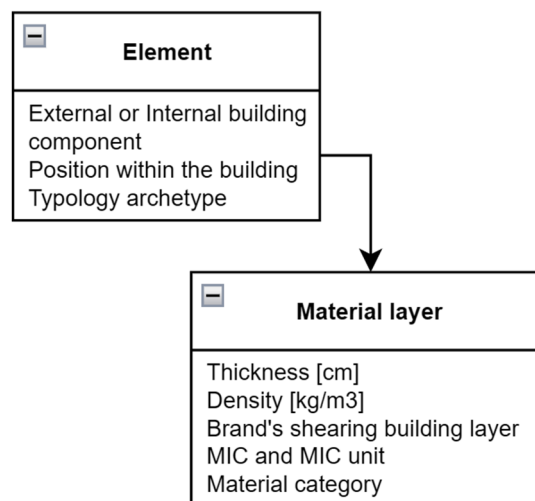 Element
External or Internal building
component
Position within the building
Typology archetype
Material layer
Thickness [cm]
Density [kg/m3]
Brand's shearing building layer
MIC and MIC unit
Material category